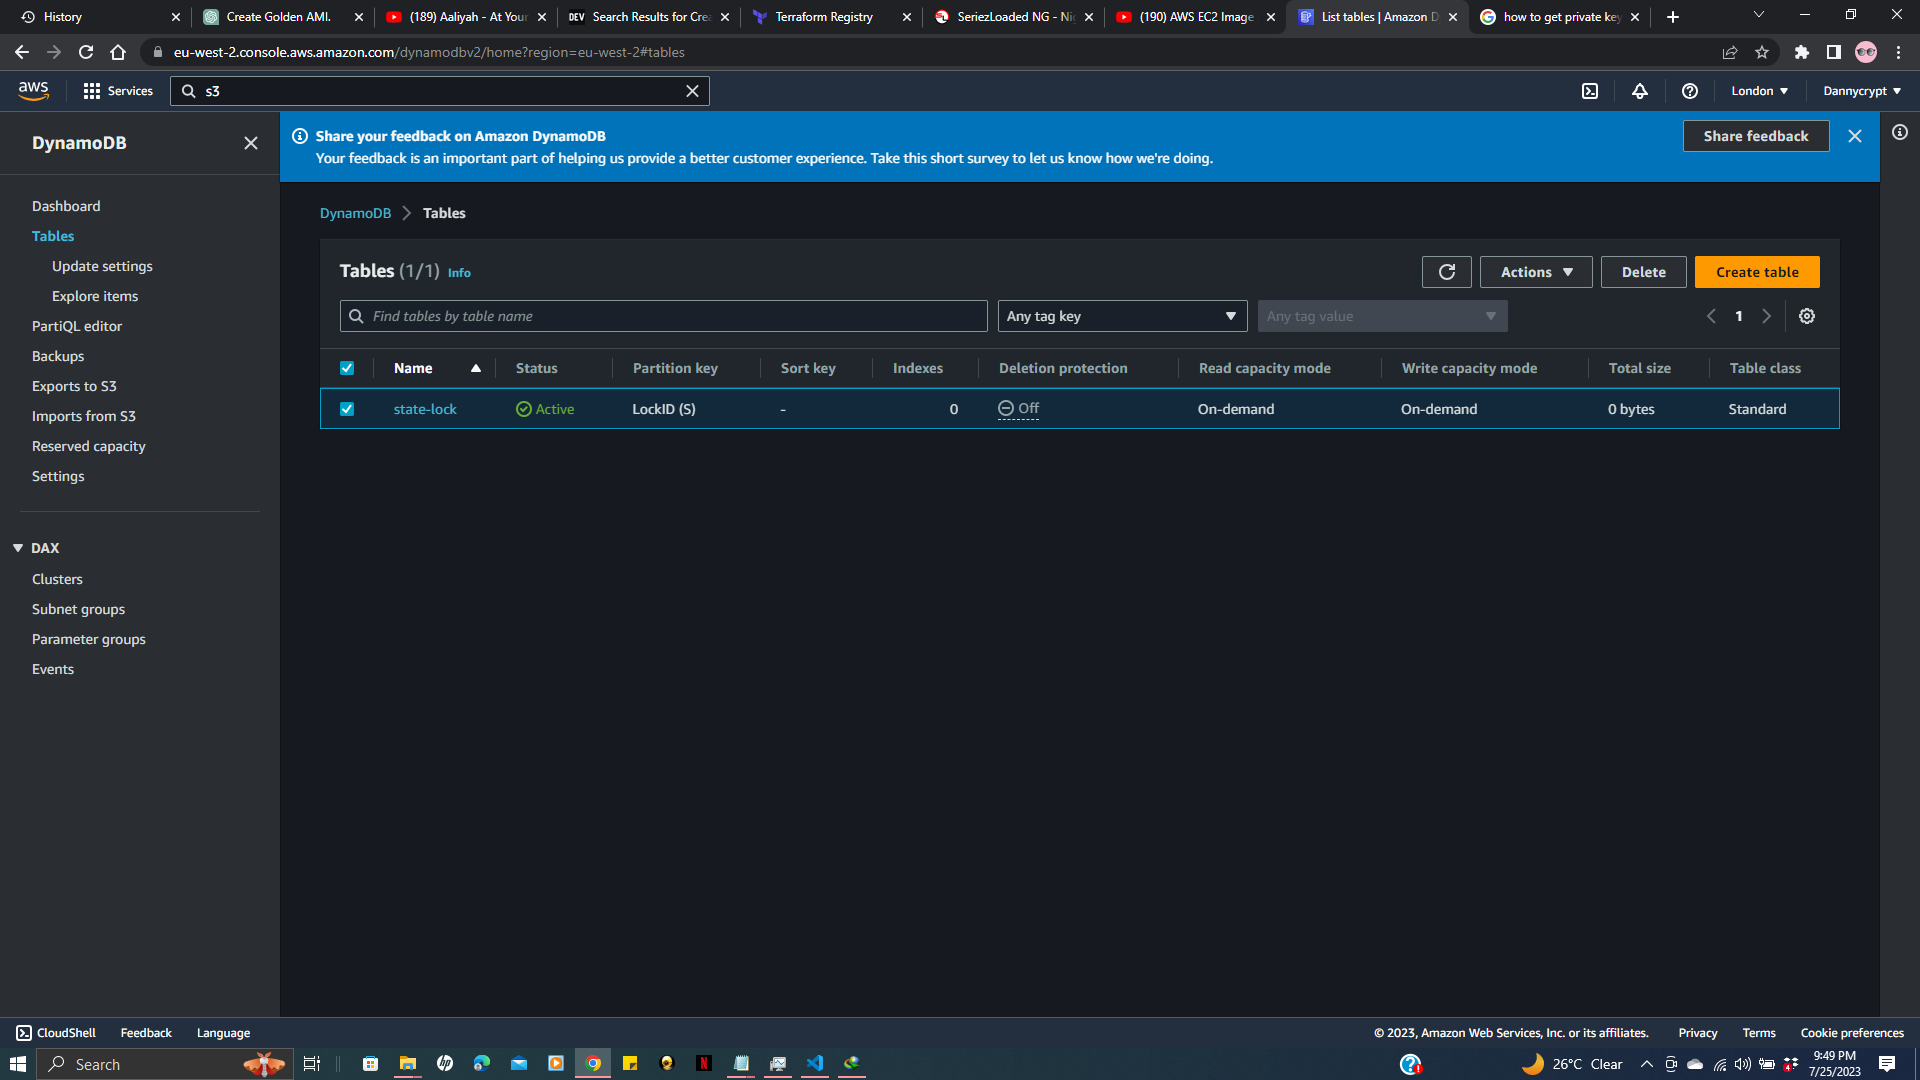 History
Create Golden AMI.
(189) Aaliyah - At Your
Search Results for Crea
Terraform Registry
SeriezLoaded NG - Nig
(190) AWS EC2 Image
List tables | Amazon D
how to get private key
eu-west-2.console.aws.amazon.com/dynamodbv2/home?region=eu-west-2#tables
aws
Services
s3
London
Dannycrypt
DynamoDB
Dashboard
Tables
Update settings
Explore items
PartiQL editor
Backups
Exports to S3
Imports from S3
Reserved capacity
Settings
DAX
Clusters
Subnet groups
Parameter groups
Events
Share your feedback on Amazon DynamoDB
Your feedback is an important part of helping us provide a better customer experience. Take this short survey to let us know how we're doing.
Share feedback
DynamoDB
Tables
Tables (1/1) Info
Actions
Delete
Create table
Find tables by table name
Any tag key
Any tag value
1
Name Status Partition key Sort key Indexes Deletion protection Read capacity mode Write capacity mode Total size Table class
state-lock Active LockID (S) - 0 Off On-demand On-demand 0 bytes Standard
CloudShell Feedback Language
© 2023, Amazon Web Services, Inc. or its affiliates. Privacy Terms Cookie preferences
Search
26°C Clear
9:49 PM
7/25/2023